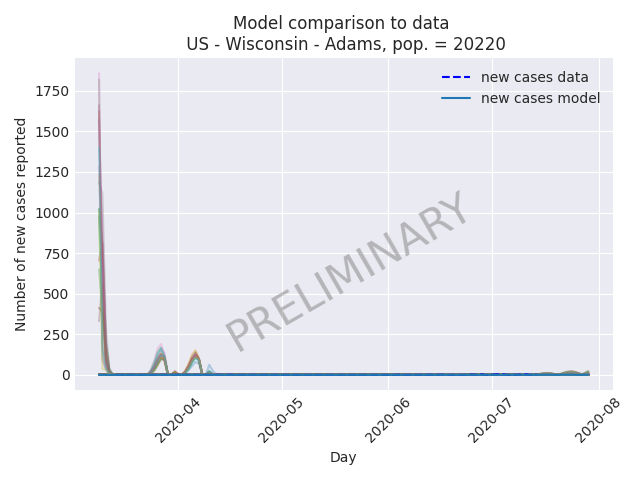 Model comparison to data
US - Wisconsin - Adams, pop. = 20220
new cases data
new cases model
Number of new cases reported
1750
1500
1250
1000
750
500
250
0
PRELIMINARY
2020-04
2020-05
2020-06
2020-07
2020-08
Day